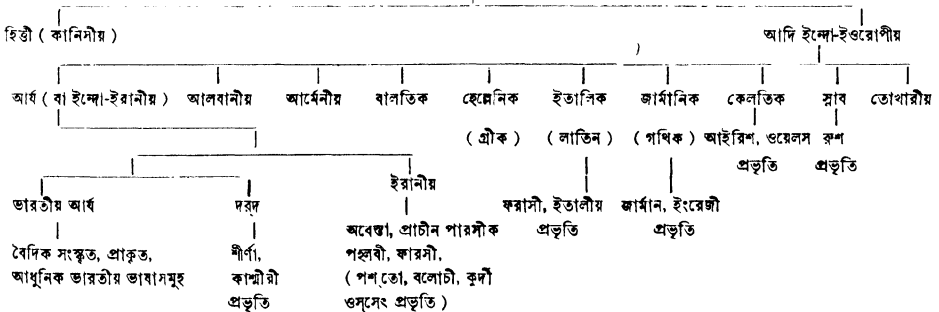 হিত্তী ( কানিসীয় ) আদি ইন্দো-ইওরোপীয়
আর্য ( বা ইন্দো-ইরানীয় ) আলবানীয় আর্মেনীয় বালতিক হেল্লেনিক ইতালিক জার্মানিক কেলতিক স্লাব তোখারীয়
( গ্রীক ) ( লাতিন ) ( গথিক ) আইরিশ, ওয়েলস রুশ
প্রভৃতি প্রভৃতি
ইরানীয়
ভারতীয় আর্য দর্দ ফরাসী, ইতালীয় জার্মান, ইংরেজী
অবেস্তা, প্রাচীন পারসীক প্রভৃতি প্রভৃতি
বৈদিক সংস্কৃত, প্রাকৃত, শীর্ণা, পহ্লবী, ফারসী,
আধুনিক ভারতীয় ভাষাসমূহ কাশ্মীরী ( পশ্‌তো, বলোচী, কুর্দী
প্রভৃতি ওস্‌সেৎ প্রভৃতি )